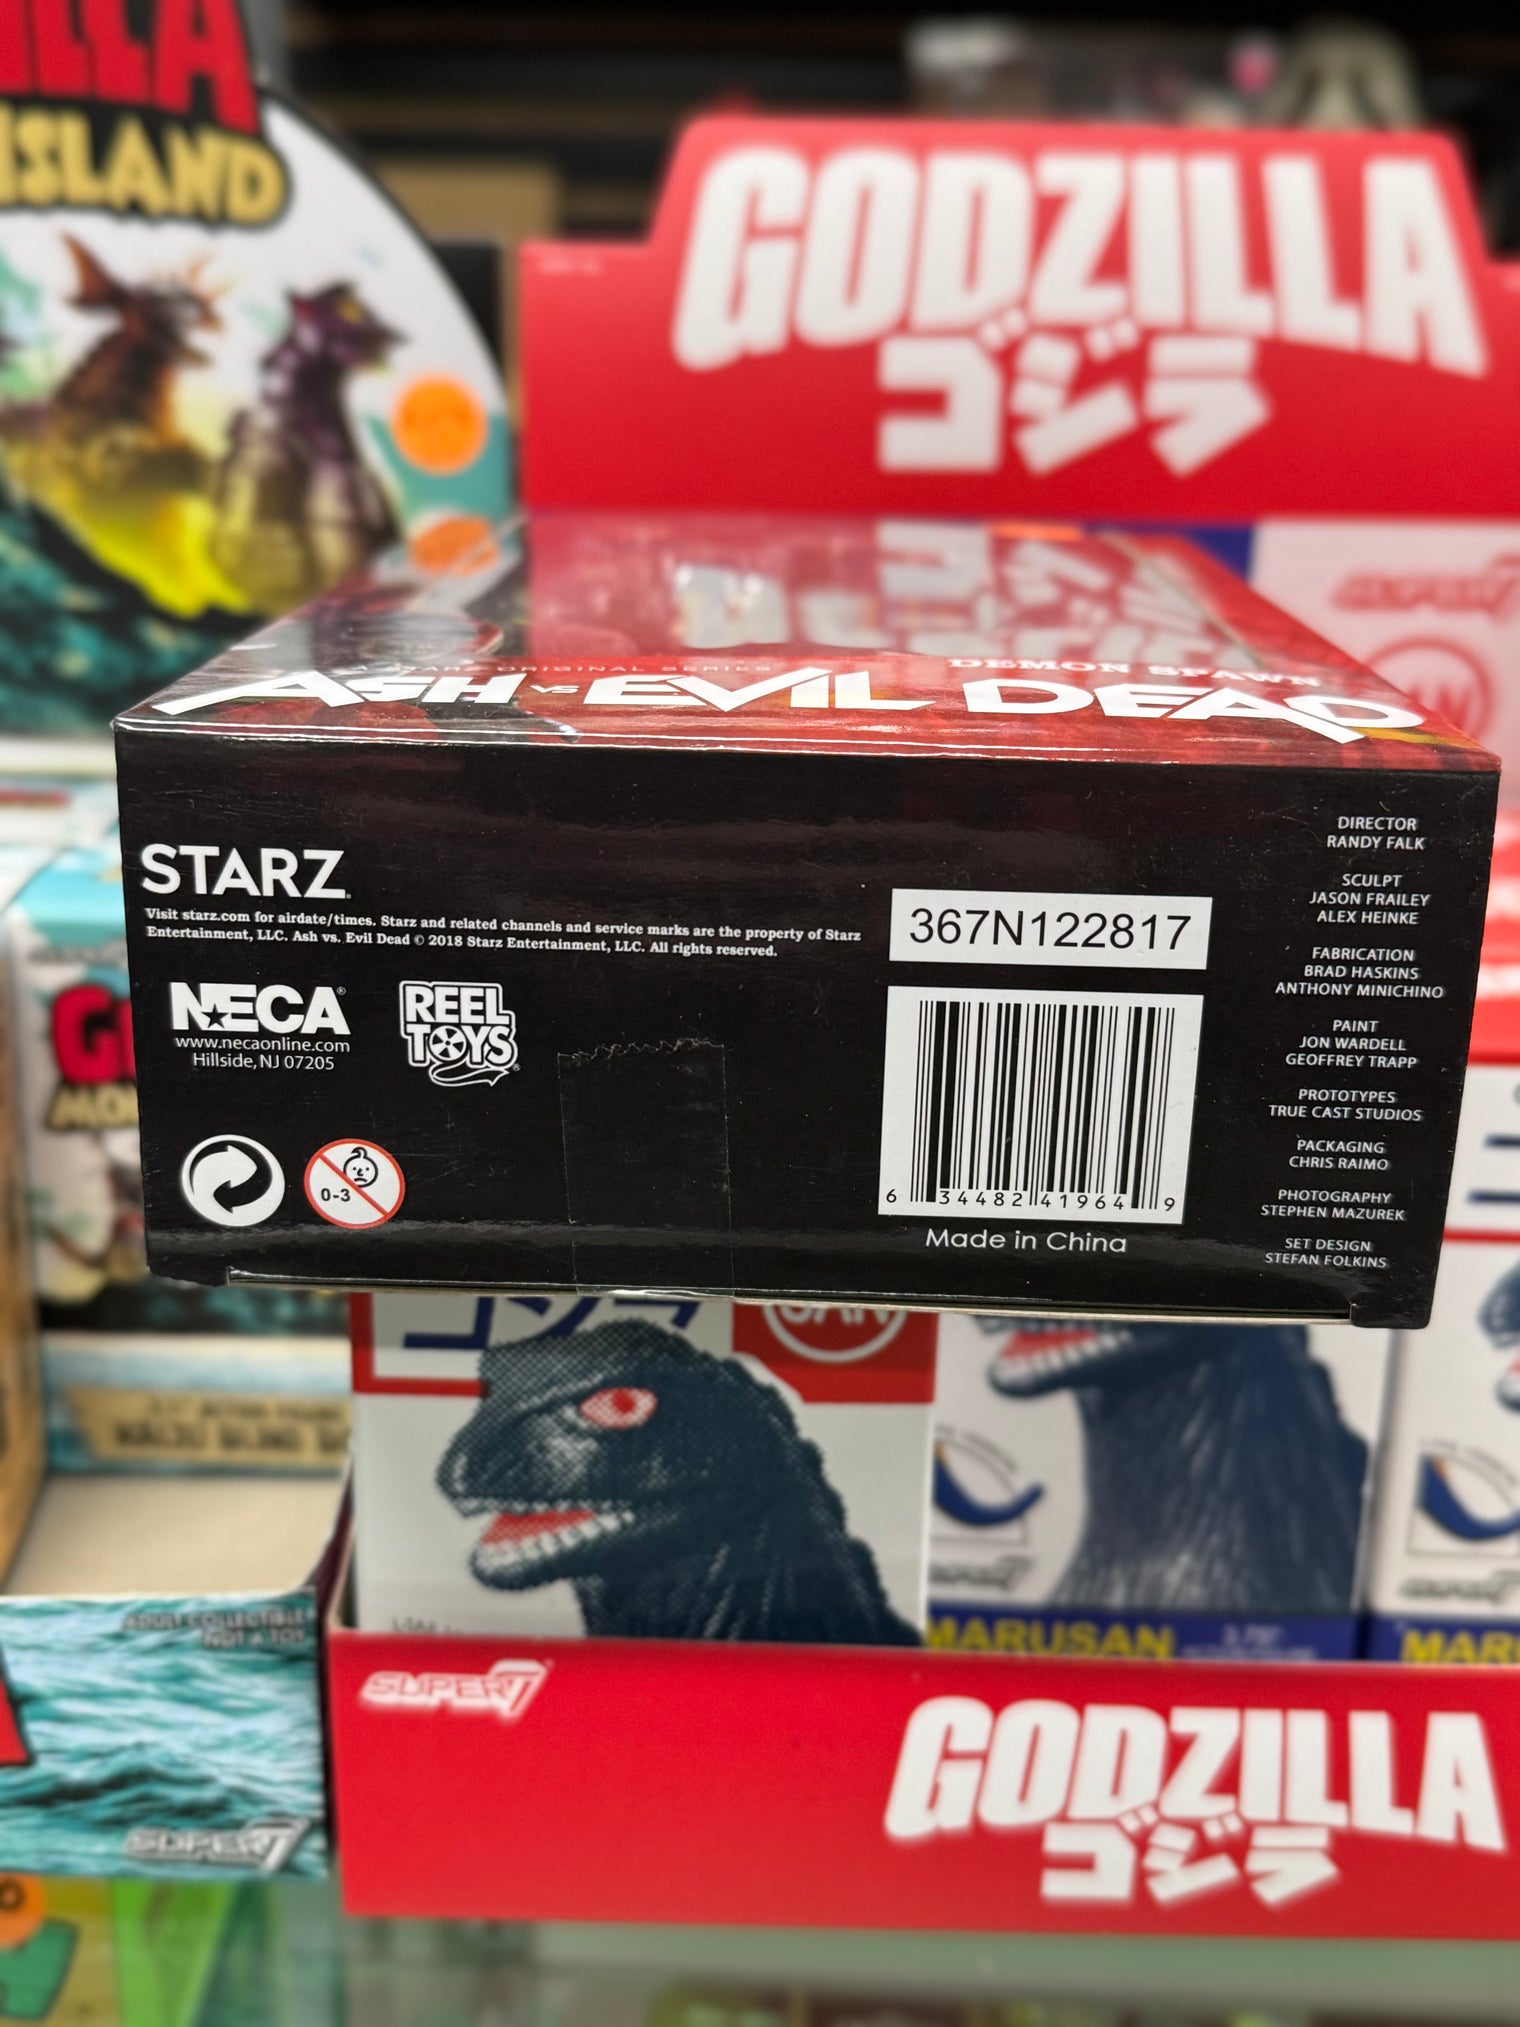 ISLAND
GODZILLA
ゴジラ
A STARZ ORIGINAL SERIES
DEMON SPAWN
ASH VS EVIL DEAD
STARZ
Visit starz.com for airdate/times. Starz and related channels and service marks are the property of Starz
Entertainment, LLC. Ash vs. Evil Dead © 2018 Starz Entertainment, LLC. All rights reserved.
NECA®
www.necaonline.com
Hillside, NJ 07205
REEL
TOYS®
0-3
367N122817
6 34482 41964 9
Made in China
DIRECTOR
RANDY FALK
SCULPT
JASON FRAILEY
ALEX HEINKE
FABRICATION
BRAD HASKINS
ANTHONY MINICHINO
PAINT
JON WARDELL
GEOFFREY TRAPP
PROTOTYPES
TRUE CAST STUDIOS
PACKAGING
CHRIS RAIMO
PHOTOGRAPHY
STEPHEN MAZUREK
SET DESIGN
STEFAN FOLKINS
MARUSAN
ADULT COLLECTIBLE
NOT A TOY
SUPER7
SUPER7
GODZILLA
ゴジラ